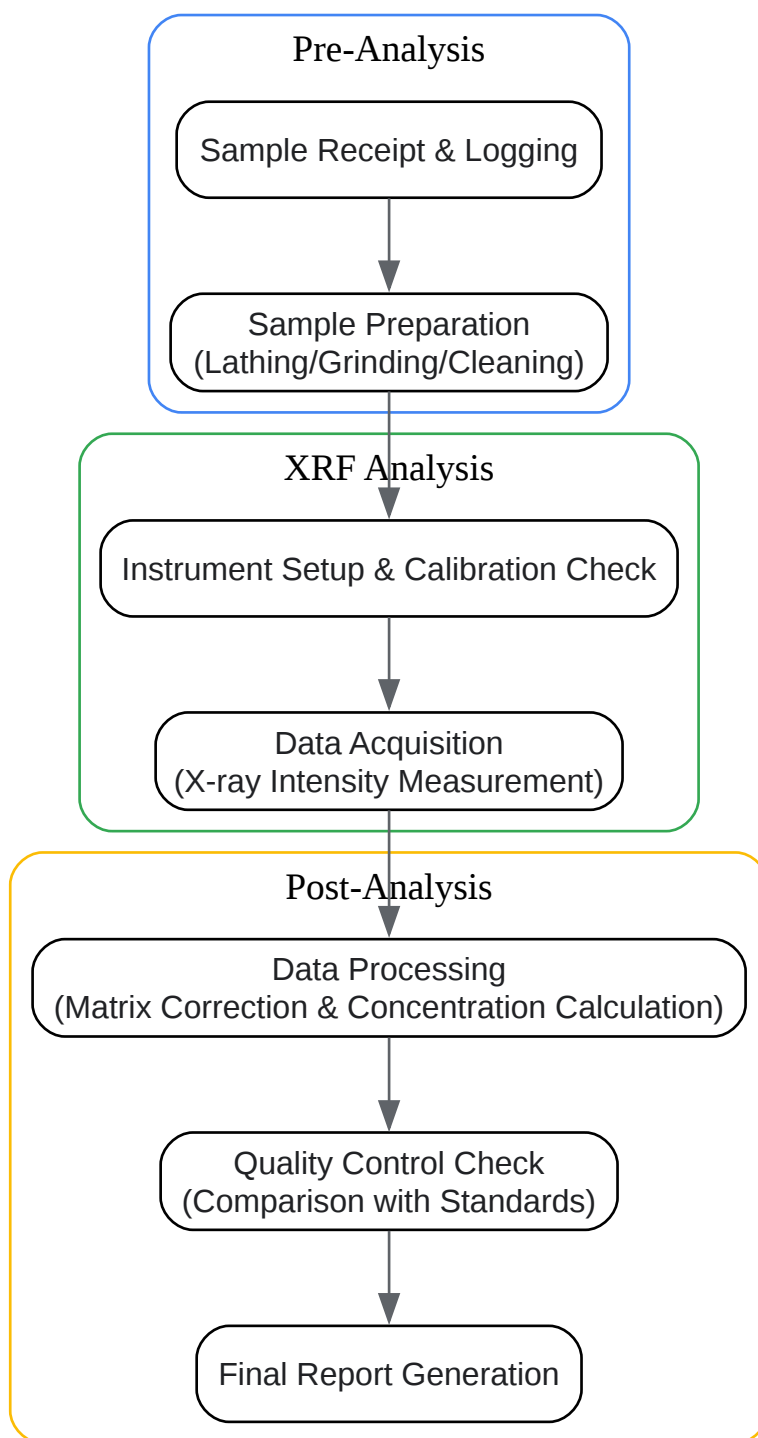 Pre-Analysis
Sample Receipt & Logging
Sample Preparation
(Lathing/Grinding/Cleaning)
XRF Analysis
Instrument Setup & Calibration Check
Data Acquisition
(X-ray Intensity Measurement)
Post-Analysis
Data Processing
(Matrix Correction & Concentration Calculation)
Quality Control Check
(Comparison with Standards)
Final Report Generation